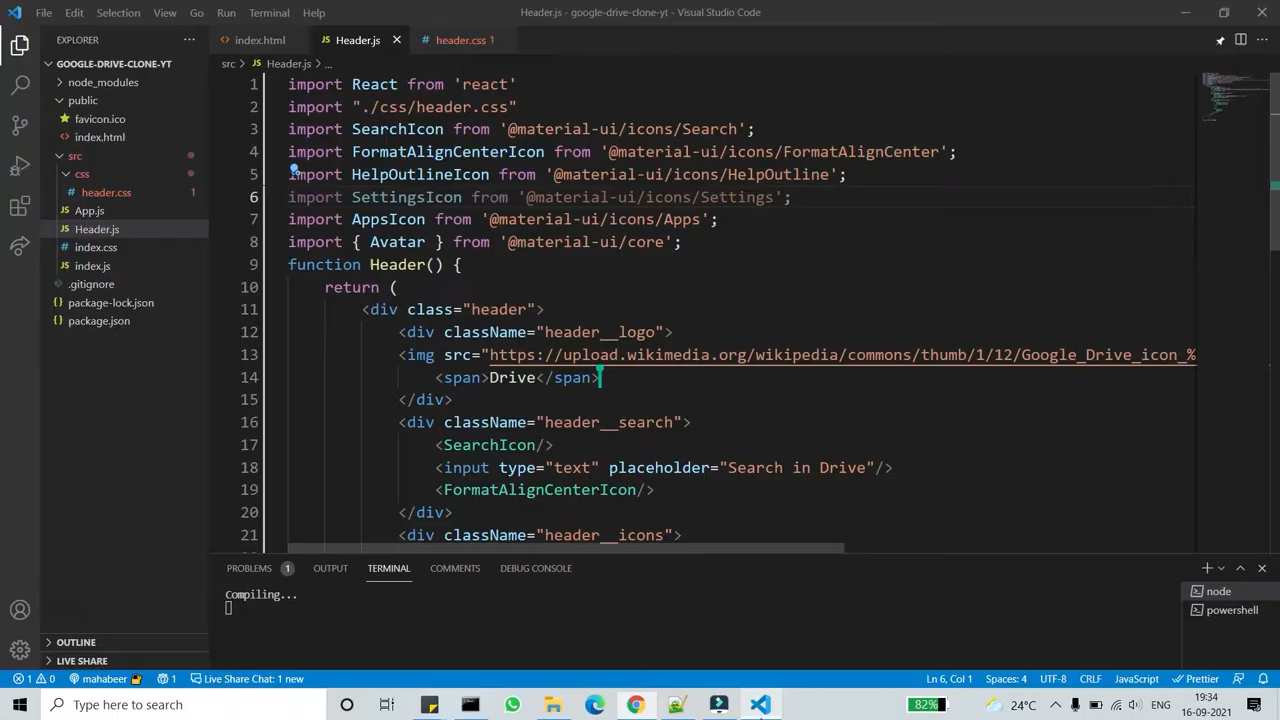 File Edit Selection View Go Run Terminal Help
Header.js - google-drive-clone-yt - Visual Studio Code
EXPLORER
index.html
Header.js
header.css 1
GOOGLE-DRIVE-CLONE-YT
node_modules
public
favicon.ico
index.html
src
css
header.css 1
App.js
Header.js
index.css
index.js
.gitignore
package-lock.json
package.json
OUTLINE
LIVE SHARE
src > JS Header.js > ...
1 import React from 'react'
2 import "./css/header.css"
3 import SearchIcon from '@material-ui/icons/Search';
4 import FormatAlignCenterIcon from '@material-ui/icons/FormatAlignCenter';
5 import HelpOutlineIcon from '@material-ui/icons/HelpOutline';
6 import SettingsIcon from '@material-ui/icons/Settings';
7 import AppsIcon from '@material-ui/icons/Apps';
8 import { Avatar } from '@material-ui/core';
9 function Header() {
10 return (
11 <div class="header">
12 <div className="header__logo">
13 <img src="https://upload.wikimedia.org/wikipedia/commons/thumb/1/12/Google_Drive_icon_%
14 <span>Drive</span>
15 </div>
16 <div className="header__search">
17 <SearchIcon/>
18 <input type="text" placeholder="Search in Drive"/>
19 <FormatAlignCenterIcon/>
20 </div>
21 <div className="header__icons">
PROBLEMS 1 OUTPUT TERMINAL COMMENTS DEBUG CONSOLE
Compiling...
node
powershell
1 0 mahabeer 1 Live Share Chat: 1 new
Ln 6, Col 1 Spaces: 4 UTF-8 CRLF JavaScript Prettier
Type here to search
82% 24°C
19:34
16-09-2021